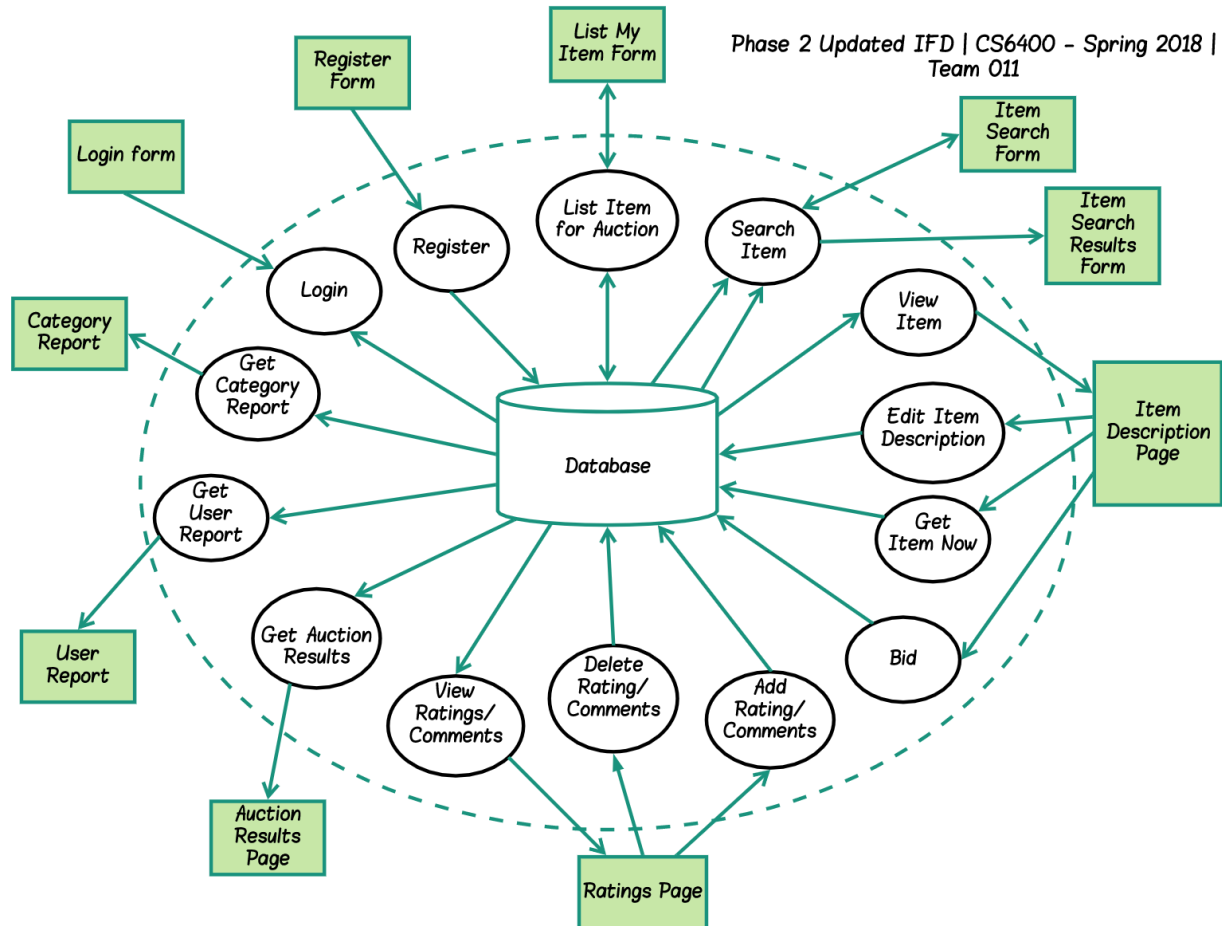 List My
Item Form
Phase 2 Updated IFD | CS6400 - Spring 2018 |
Team 011
Register
Form
Item
Search
Form
Login form
List Item
for Auction
Search
Item
Item
Search
Results
Form
Register
Login
View
Item
Category
Report
Get
Category
Report
Edit Item
Description
Item
Description
Page
Database
Get
User
Report
Get
Item Now
User
Report
Get Auction
Results
View
Ratings/
Comments
Delete
Rating/
Comments
Add
Rating/
Comments
Bid
Auction
Results
Page
Ratings Page